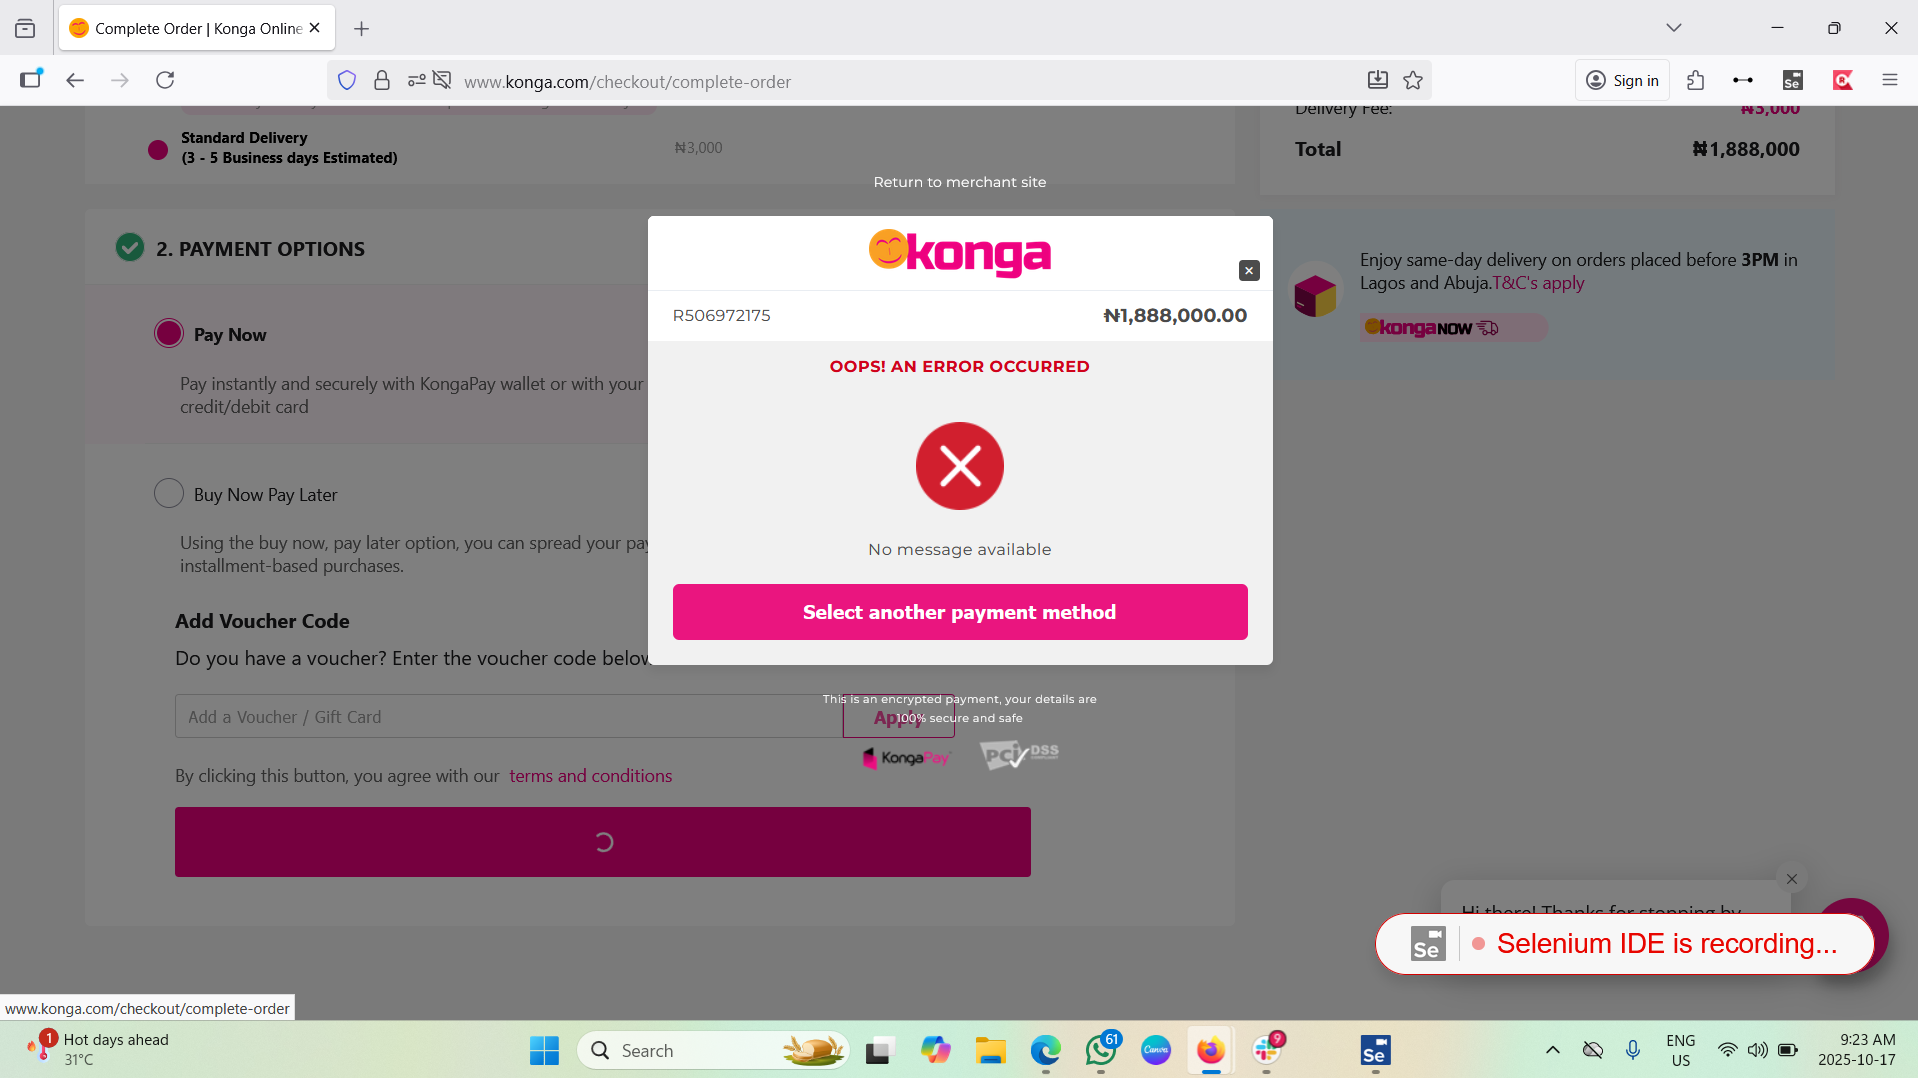 Complete Order | Konga Online
Sign in
www.konga.com/checkout/complete-order
Standard Delivery
(3 - 5 Business days Estimated)
₦3,000
Delivery Fee:
₦3,000
Total
₦1,888,000
Return to merchant site
2. PAYMENT OPTIONS
Pay Now
Pay instantly and securely with KongaPay wallet or with your
credit/debit card
Buy Now Pay Later
Using the buy now, pay later option, you can spread your pay
installment-based purchases.
Add Voucher Code
Do you have a voucher? Enter the voucher code below
Add a Voucher / Gift Card
Apply
By clicking this button, you agree with our terms and conditions
konga
R506972175
₦1,888,000.00
OOPS! AN ERROR OCCURRED
No message available
Select another payment method
This is an encrypted payment, your details are
100% secure and safe
KongaPay
PCI DSS
COMPLIANT
Enjoy same-day delivery on orders placed before 3PM in
Lagos and Abuja.T&C's apply
konga NOW
Hi there! Thanks for stopping by
Se
Selenium IDE is recording...
www.konga.com/checkout/complete-order
1
Hot days ahead
31°C
Search
61
Canva
9
Se
ENG
US
9:23 AM
2025-10-17